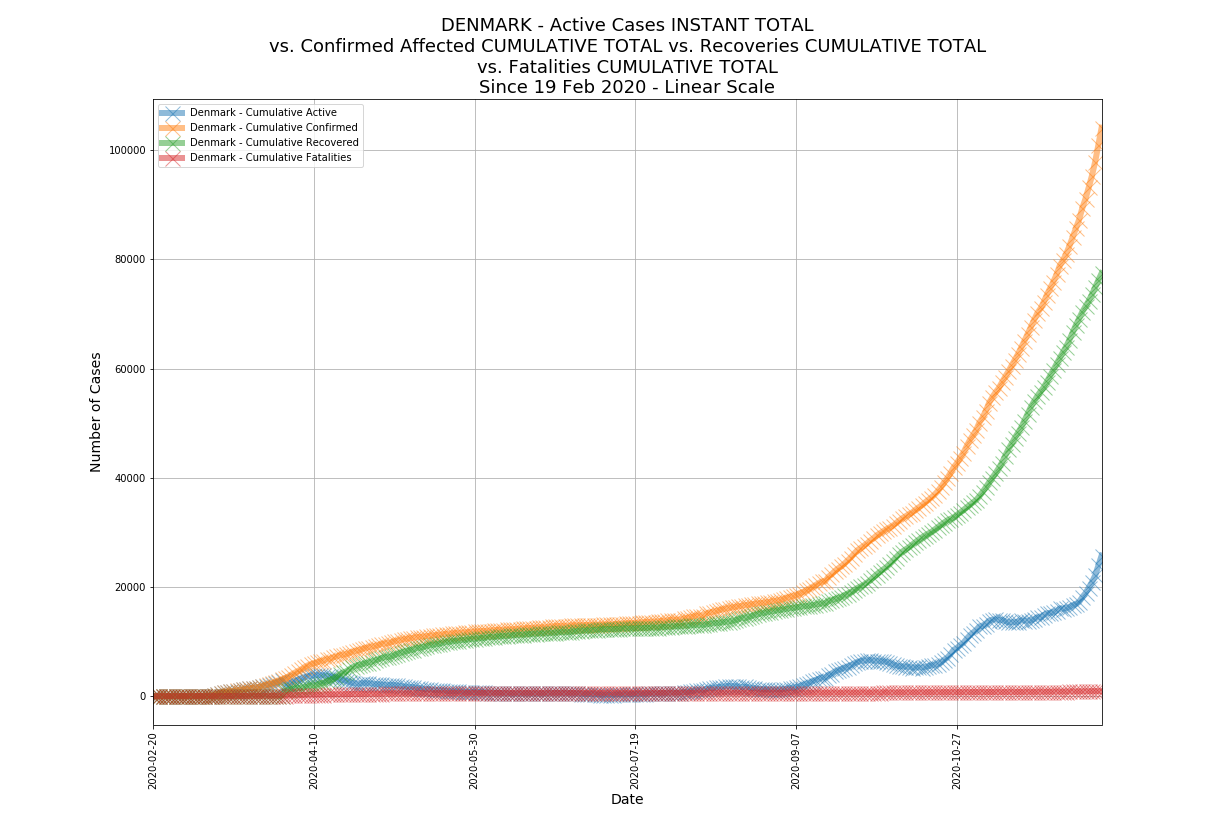 DENMARK - Active Cases INSTANT TOTAL
vs. Confirmed Affected CUMULATIVE TOTAL vs. Recoveries CUMULATIVE TOTAL
vs. Fatalities CUMULATIVE TOTAL
Since 19 Feb 2020 - Linear Scale
Denmark - Cumulative Active
Denmark - Cumulative Confirmed
Denmark - Cumulative Recovered
Denmark - Cumulative Fatalities
100000
80000
60000
40000
20000
0
Number of Cases
2020-02-20
2020-04-10
2020-05-30
2020-07-19
2020-09-07
2020-10-27
Date